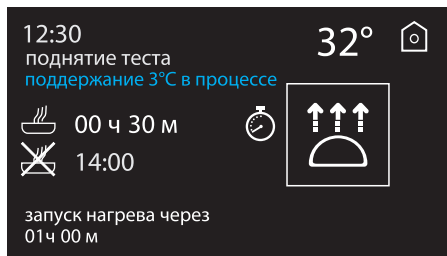 12:30
32°
поднятие теста
поддержание 3°C в процессе
00 ч 30 м
14:00
запуск нагрева через
01ч 00 м